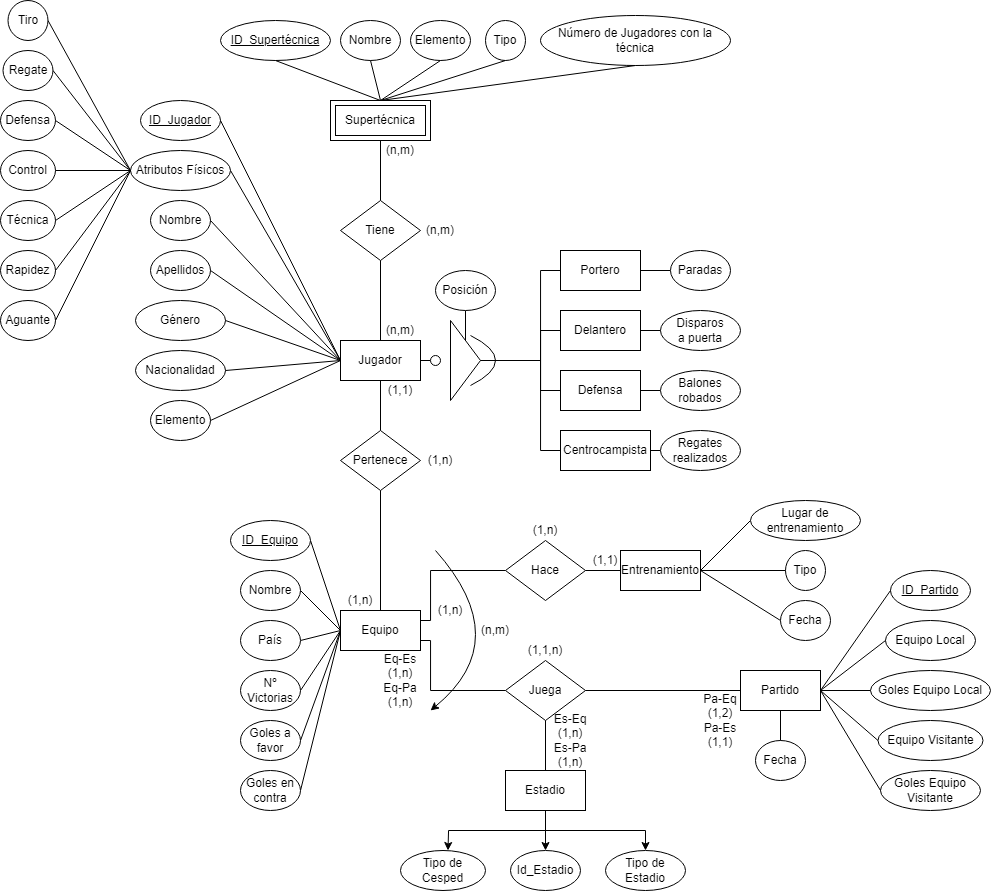 Tiro
Regate
Defensa
Control
Técnica
Rapidez
Aguante
ID_Jugador
Atributos Físicos
Nombre
Apellidos
Género
Nacionalidad
Elemento
ID_Supertécnica
Nombre
Elemento
Tipo
Número de Jugadores con la
técnica
Supertécnica
(n,m)
Tiene
(n,m)
(n,m)
Jugador
(1,1)
Posición
Portero
Paradas
Delantero
Disparos
a puerta
Defensa
Balones
robados
Centrocampista
Regates
realizados
Pertenece
(1,n)
(1,n)
ID_Equipo
Nombre
País
Nº
Victorias
Goles a
favor
Goles en
contra
Equipo
(1,n)
(n,m)
Eq-Es
(1,n)
Eq-Pa
(1,n)
(1,n)
Hace
(1,1)
Entrenamiento
Lugar de
entrenamiento
Tipo
Fecha
(1,1,n)
Juega
Es-Eq
(1,n)
Es-Pa
(1,n)
Pa-Eq
(1,2)
Pa-Es
(1,1)
Partido
Fecha
ID_Partido
Equipo Local
Goles Equipo Local
Equipo Visitante
Goles Equipo
Visitante
Estadio
Tipo de
Cesped
Id_Estadio
Tipo de
Estadio